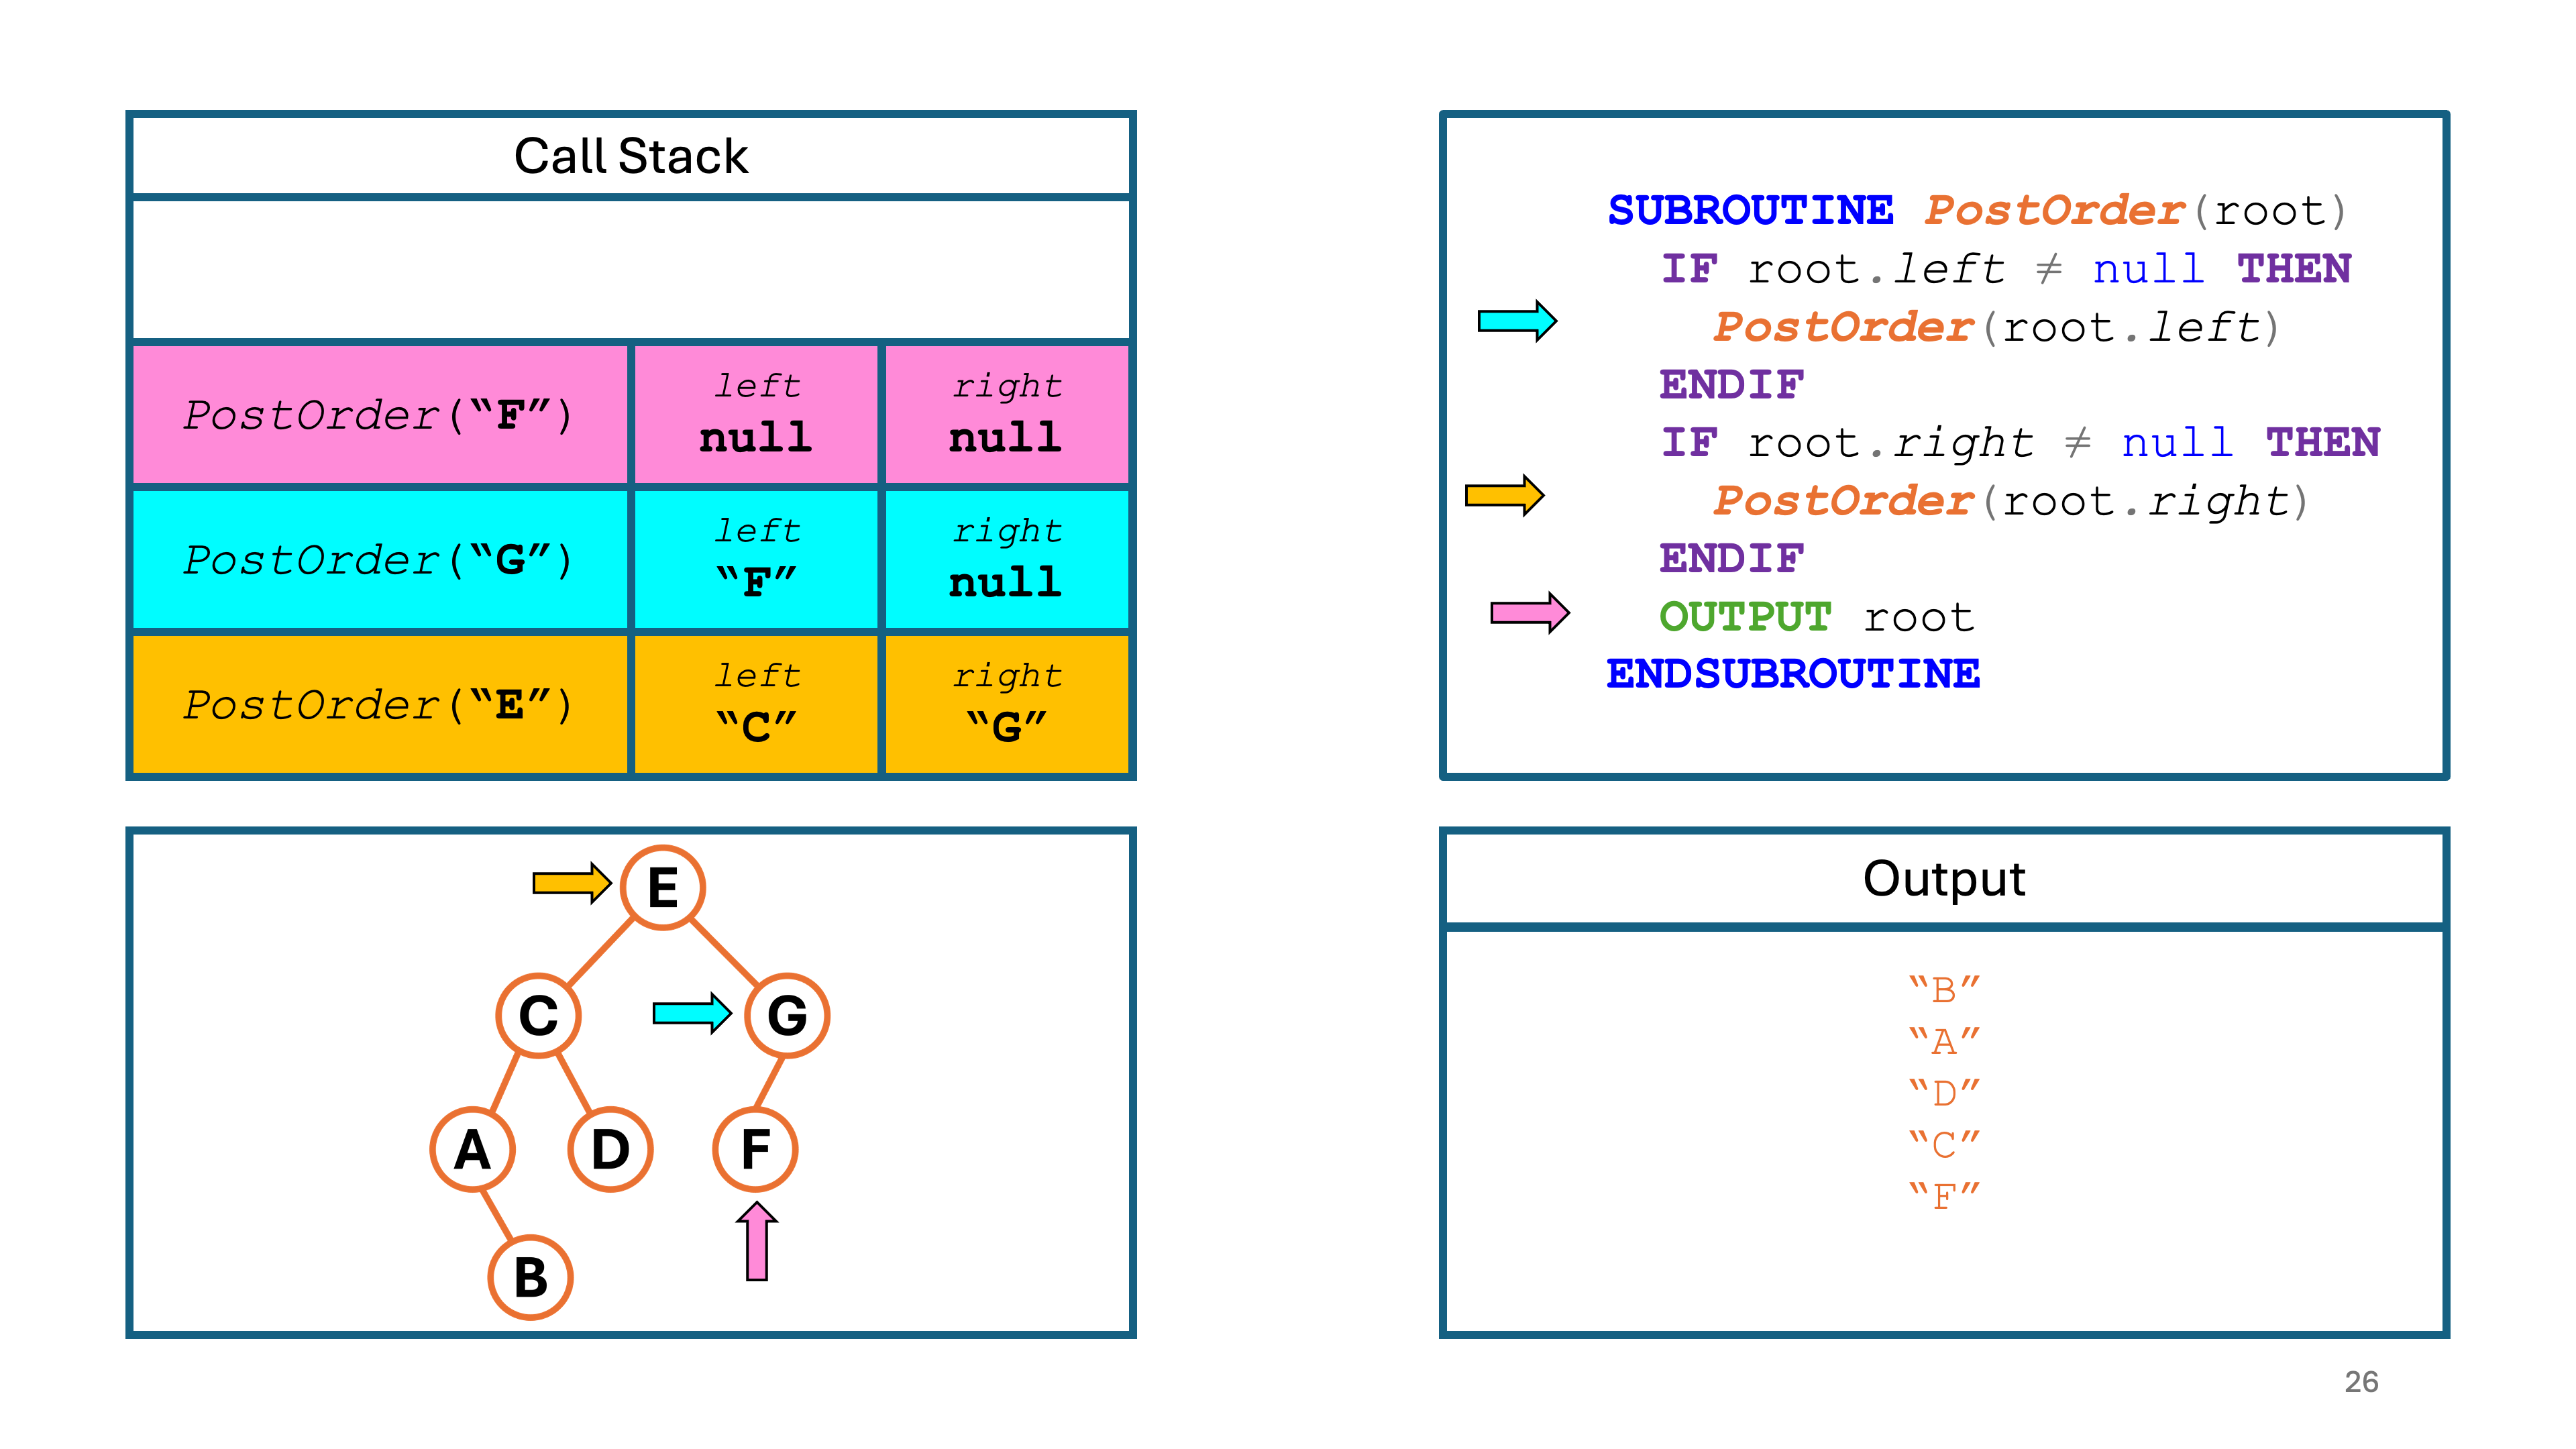 Call Stack
PostOrder(“F”)
left
null
right
null
PostOrder(“G”)
left
“F”
right
null
PostOrder(“E”)
left
“C”
right
“G”
SUBROUTINE PostOrder(root)
IF root.left ≠ null THEN
PostOrder(root.left)
ENDIF
IF root.right ≠ null THEN
PostOrder(root.right)
ENDIF
OUTPUT root
ENDSUBROUTINE
E
C
G
A
D
F
B
Output
“B”
“A”
“D”
“C”
“F”
26